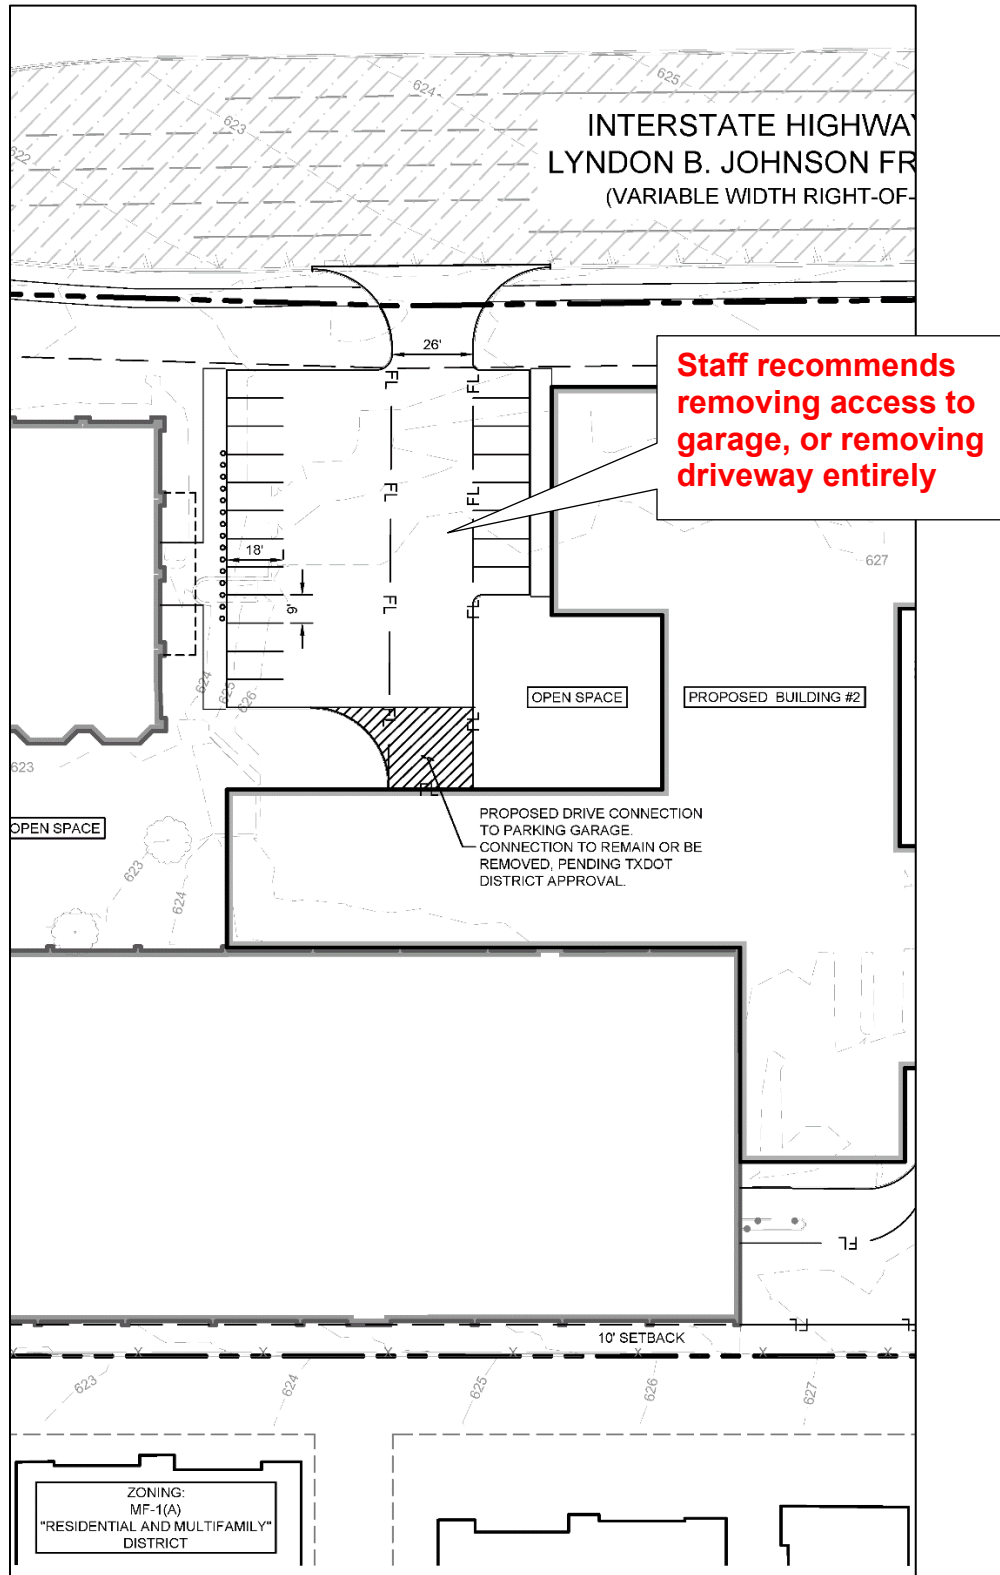 625
624
623
622
INTERSTATE HIGHWAY
LYNDON B. JOHNSON FR
(VARIABLE WIDTH RIGHT-OF-
26'
Staff recommends
removing access to
garage, or removing
driveway entirely
FL
FL
FL
FL
18'
9'
FL
FL
627
624
625
626
OPEN SPACE
PROPOSED BUILDING #2
FL
FL
623
FL
OPEN SPACE
PROPOSED DRIVE CONNECTION
TO PARKING GARAGE.
CONNECTION TO REMAIN OR BE
REMOVED, PENDING TXDOT
DISTRICT APPROVAL.
623
624
FL
10' SETBACK
FL
623
624
625
626
627
ZONING:
MF-1(A)
"RESIDENTIAL AND MULTIFAMILY"
DISTRICT